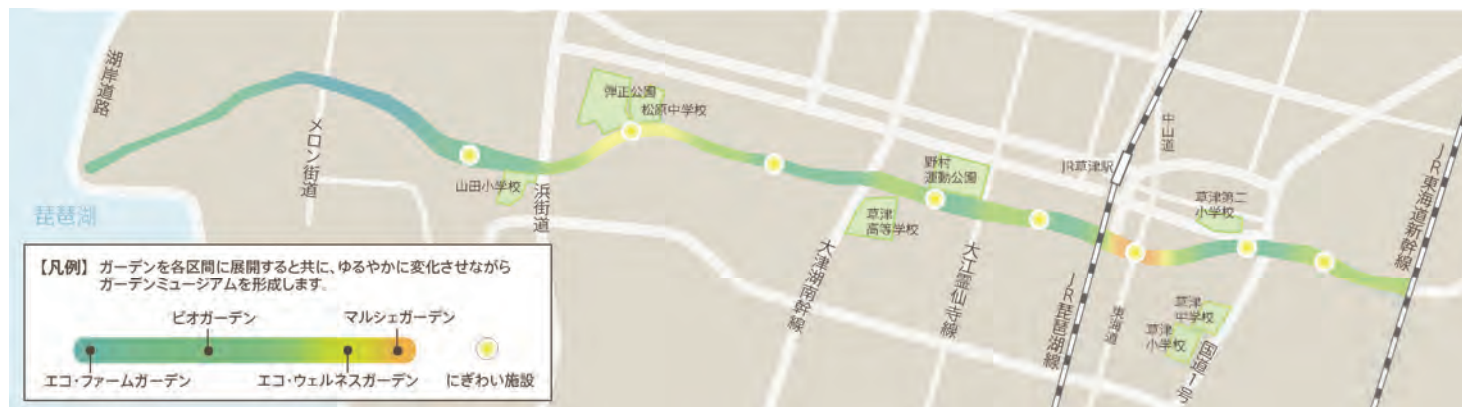 湖岸道路
メロン街道
弾正公園
松原中学校
山田小学校
浜街道
琵琶湖
野村
運動公園
草津
高等学校
大津湖南幹線
大江霊仙寺線
JR草津駅
中山道
草津第二
小学校
JR東海道新幹線
JR琵琶湖線
東海道
草津
中学校
草津
小学校
国道1号
【凡例】 ガーデンを各区間に展開すると共に、ゆるやかに変化させながら
ガーデンミュージアムを形成します。
ビオガーデン
マルシェガーデン
エコ・ファームガーデン
エコ・ウェルネスガーデン
にぎわい施設